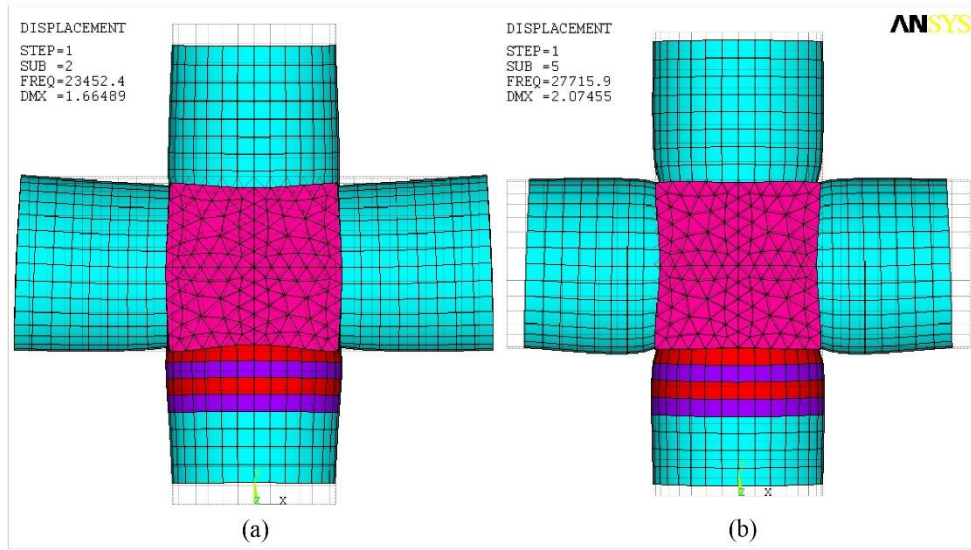 DISPLACEMENT
STEP=1
SUB =2
FREQ=23452.4
DMX =1.66489
DISPLACEMENT
STEP=1
SUB =5
FREQ=27715.9
DMX =2.07455
ANSYS
Z X
Z X
(a)
(b)